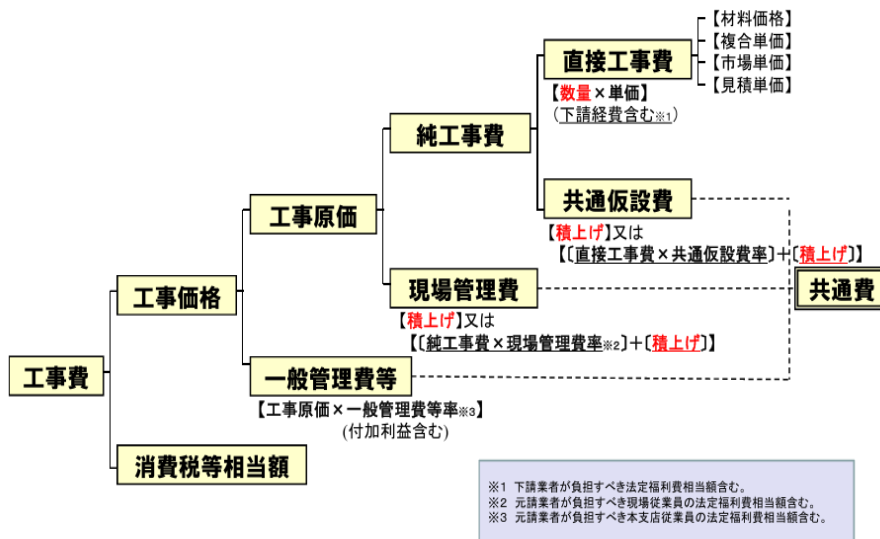 【材料価格】
【複合単価】
【市場単価】
【見積単価】
直接工事費
【数量×単価】
(下請経費含む※1)
純工事費
共通仮設費
【積上げ】又は
【〔直接工事費×共通仮設費率〕＋〔積上げ〕】
工事原価
現場管理費
【積上げ】又は
【〔純工事費×現場管理費率※2〕＋〔積上げ〕】
共通費
工事価格
一般管理費等
【工事原価×一般管理費等率※3】
(付加利益含む)
工事費
消費税等相当額
※1 下請業者が負担すべき法定福利費相当額含む。
※2 元請業者が負担すべき現場従業員の法定福利費相当額含む。
※3 元請業者が負担すべき本支店従業員の法定福利費相当額含む。